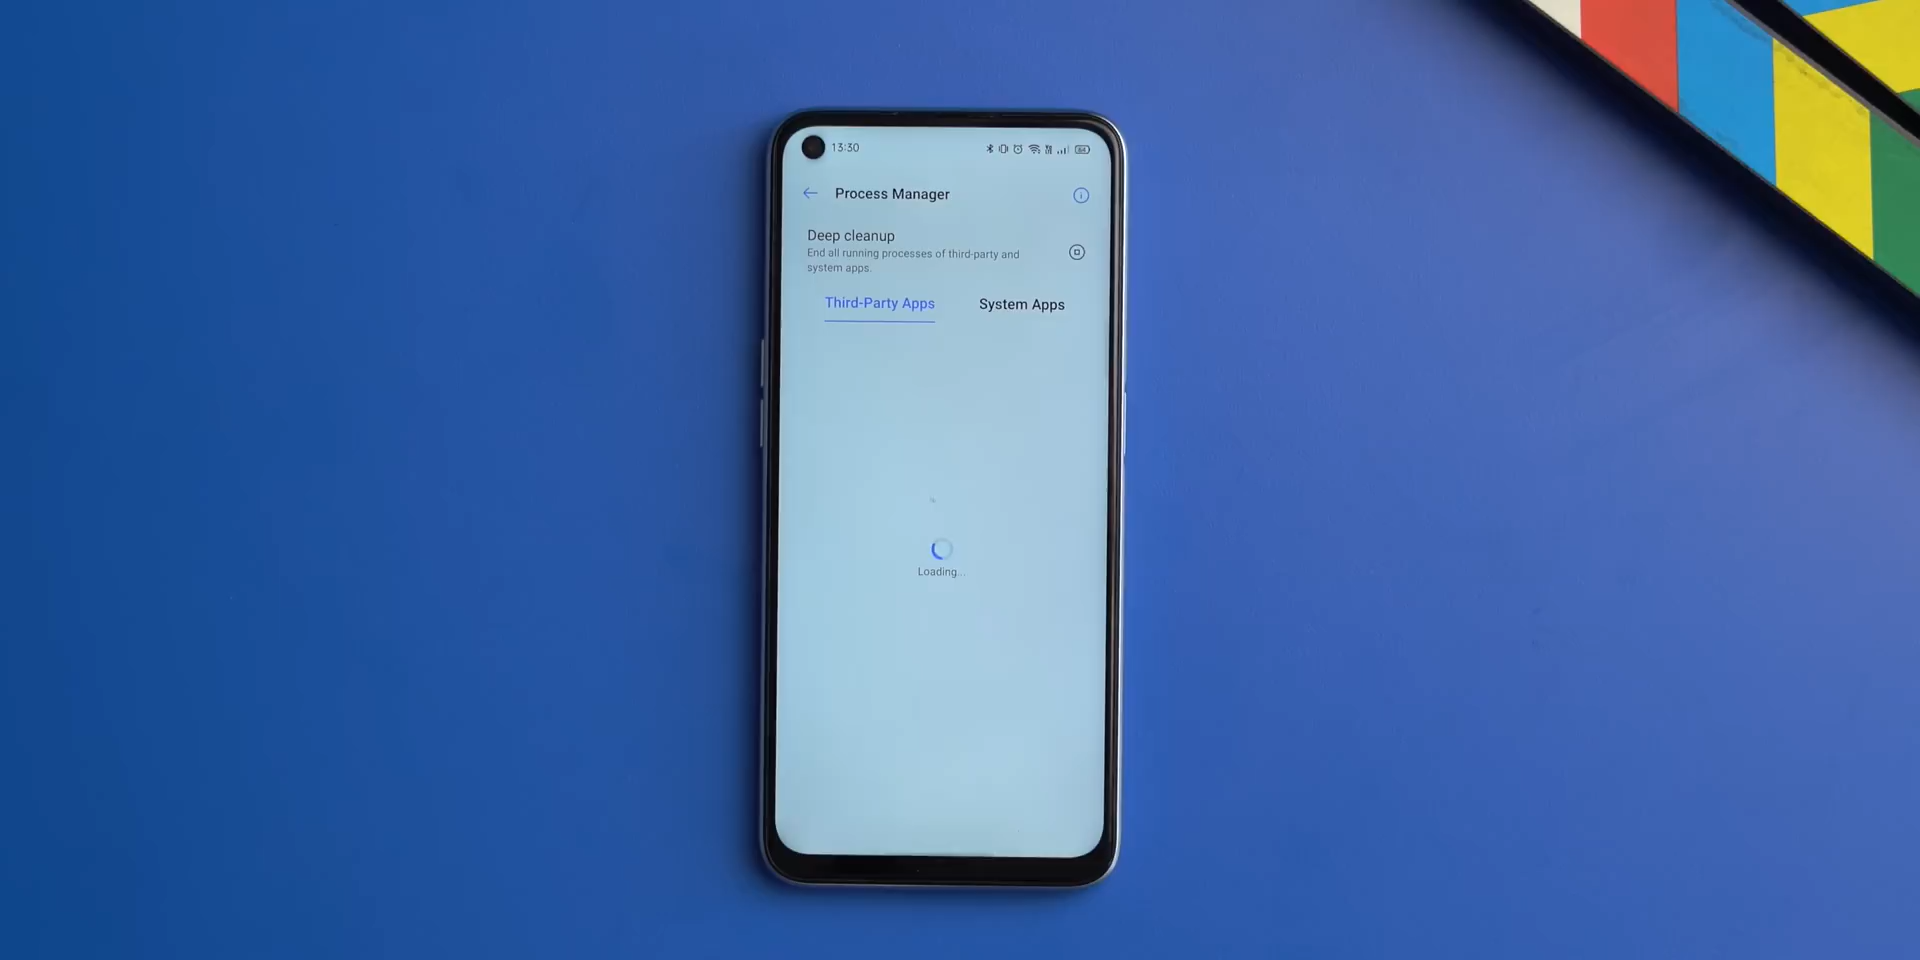 13:30
Process Manager
Deep cleanup
End all running processes of third-party and
system apps.
Third-Party Apps
System Apps
Loading...